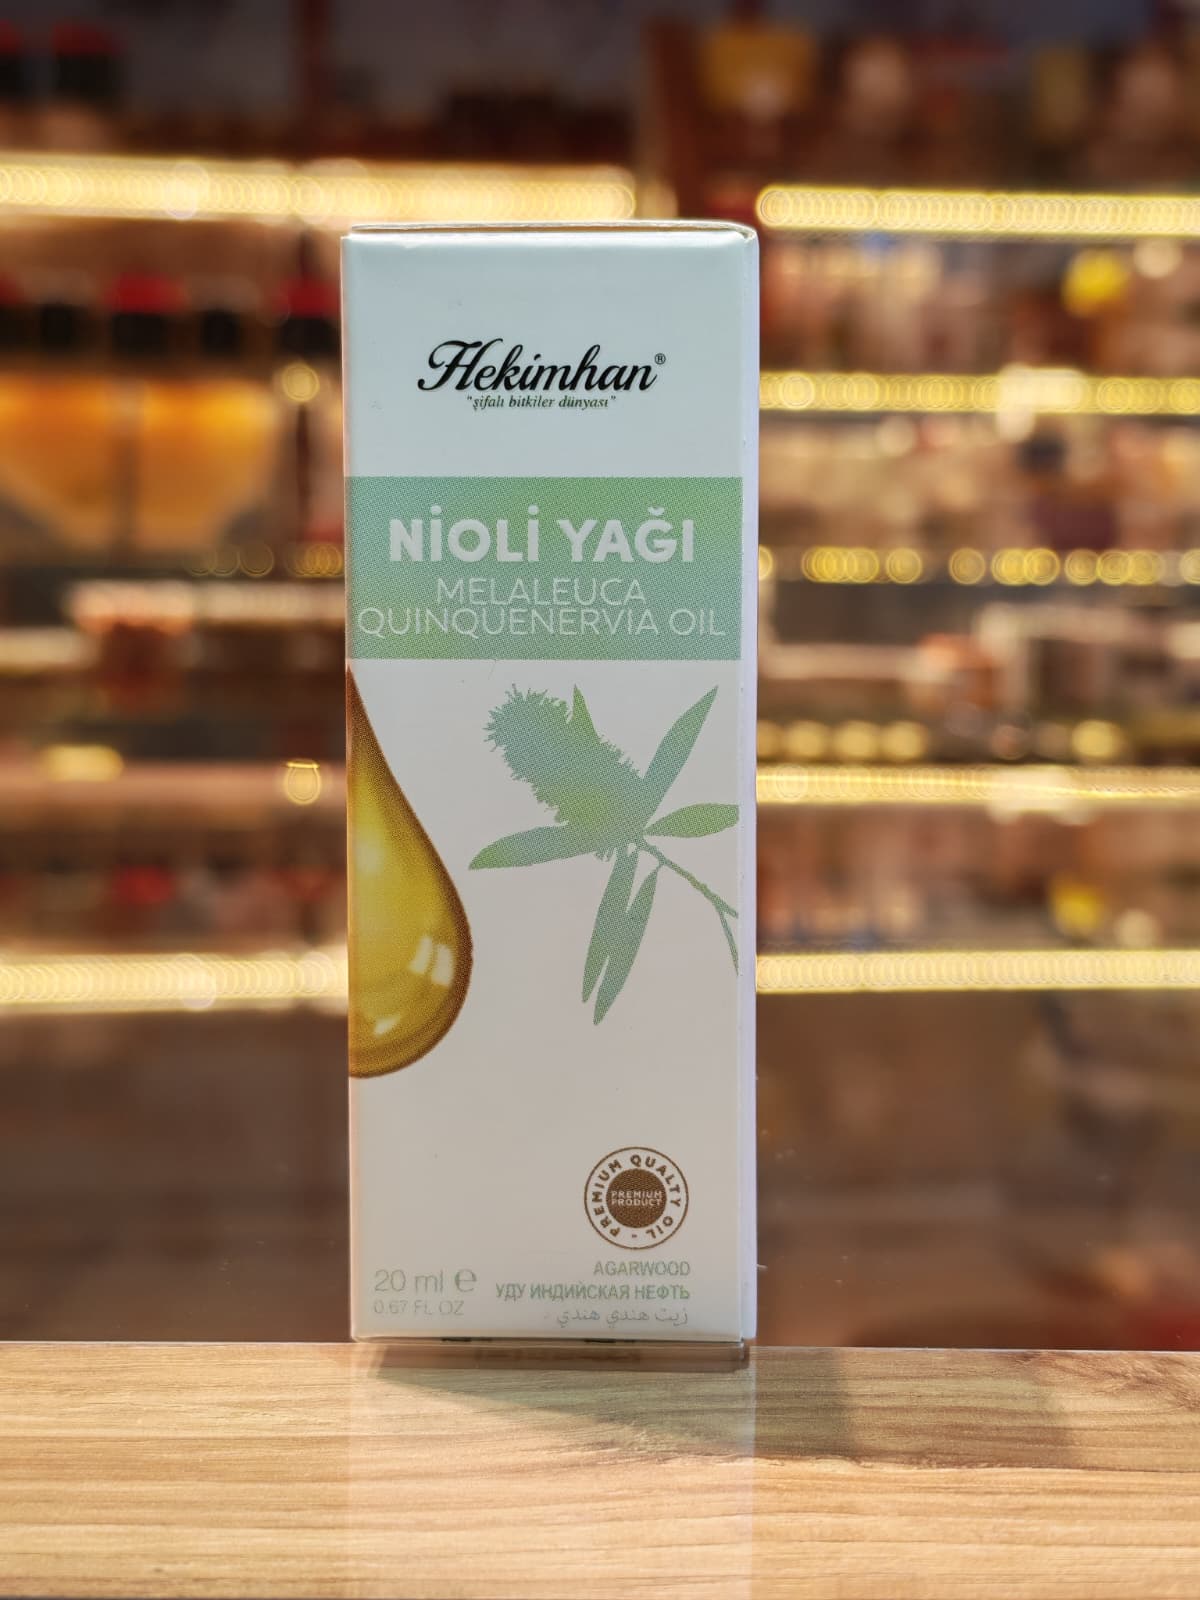 Hekimhan®
"şifalı bitkiler dünyası"
NİOLİ YAĞI
MELALEUCA
QUINQUENERVIA OIL
PREMIUM QUALTY OIL -
PREMIUM
PRODUCT
AGARWOOD
20 ml ℮
УДУ ИНДИЙСКАЯ НЕФТЬ
0.67 FL OZ
زيت هندي هندي